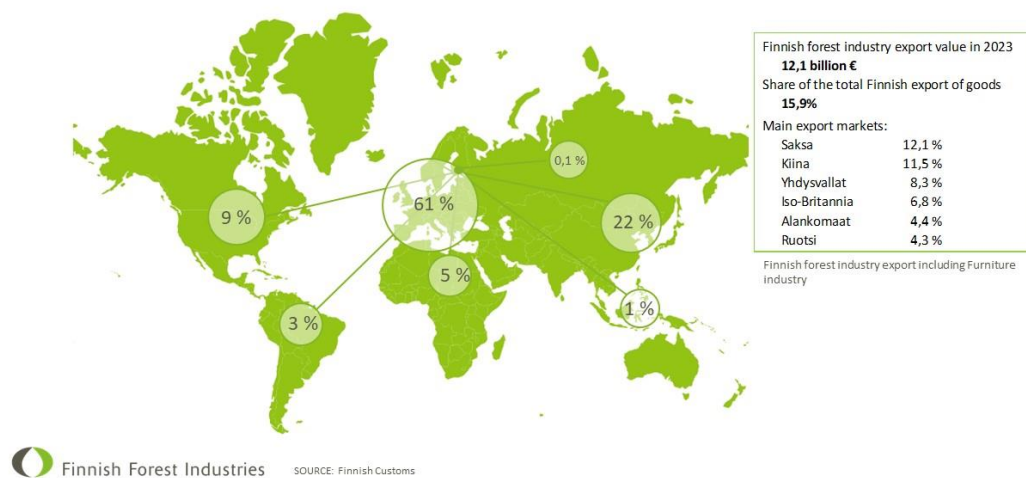 Finnish forest industry export value in 2023
12,1 billion €
Share of the total Finnish export of goods
15,9%
Main export markets:
Saksa 12,1 %
Kiina 11,5 %
Yhdysvallat 8,3 %
Iso-Britannia 6,8 %
Alankomaat 4,4 %
Ruotsi 4,3 %
Finnish forest industry export including Furniture
industry
0,1 %
61 %
9 %
22 %
5 %
1 %
3 %
Finnish Forest Industries
SOURCE: Finnish Customs